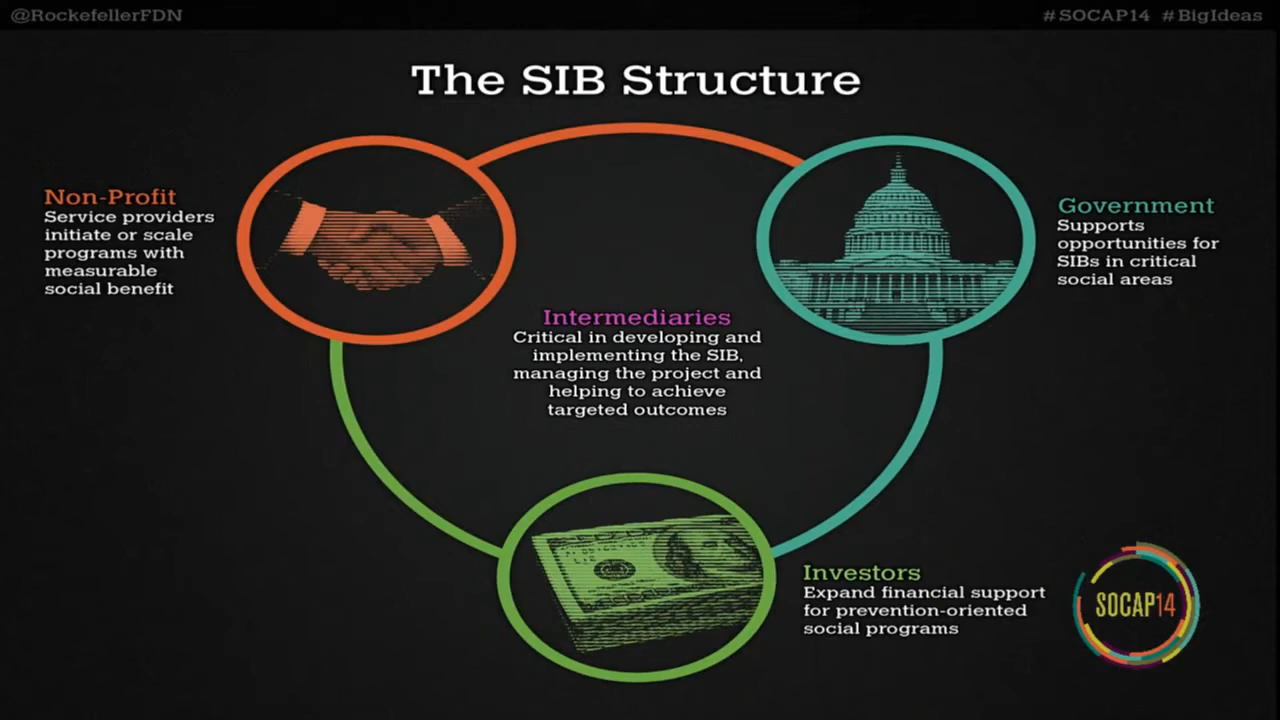 @RockefellerFDN
#SOCAP14 #BigIdeas
The SIB Structure
Non-Profit
Service providers
initiate or scale
programs with
measurable
social benefit
Government
Supports
opportunities for
SIBs in critical
social areas
Intermediaries
Critical in developing and
implementing the SIB,
managing the project and
helping to achieve
targeted outcomes
Investors
Expand financial support
for prevention-oriented
social programs
SOCAP14